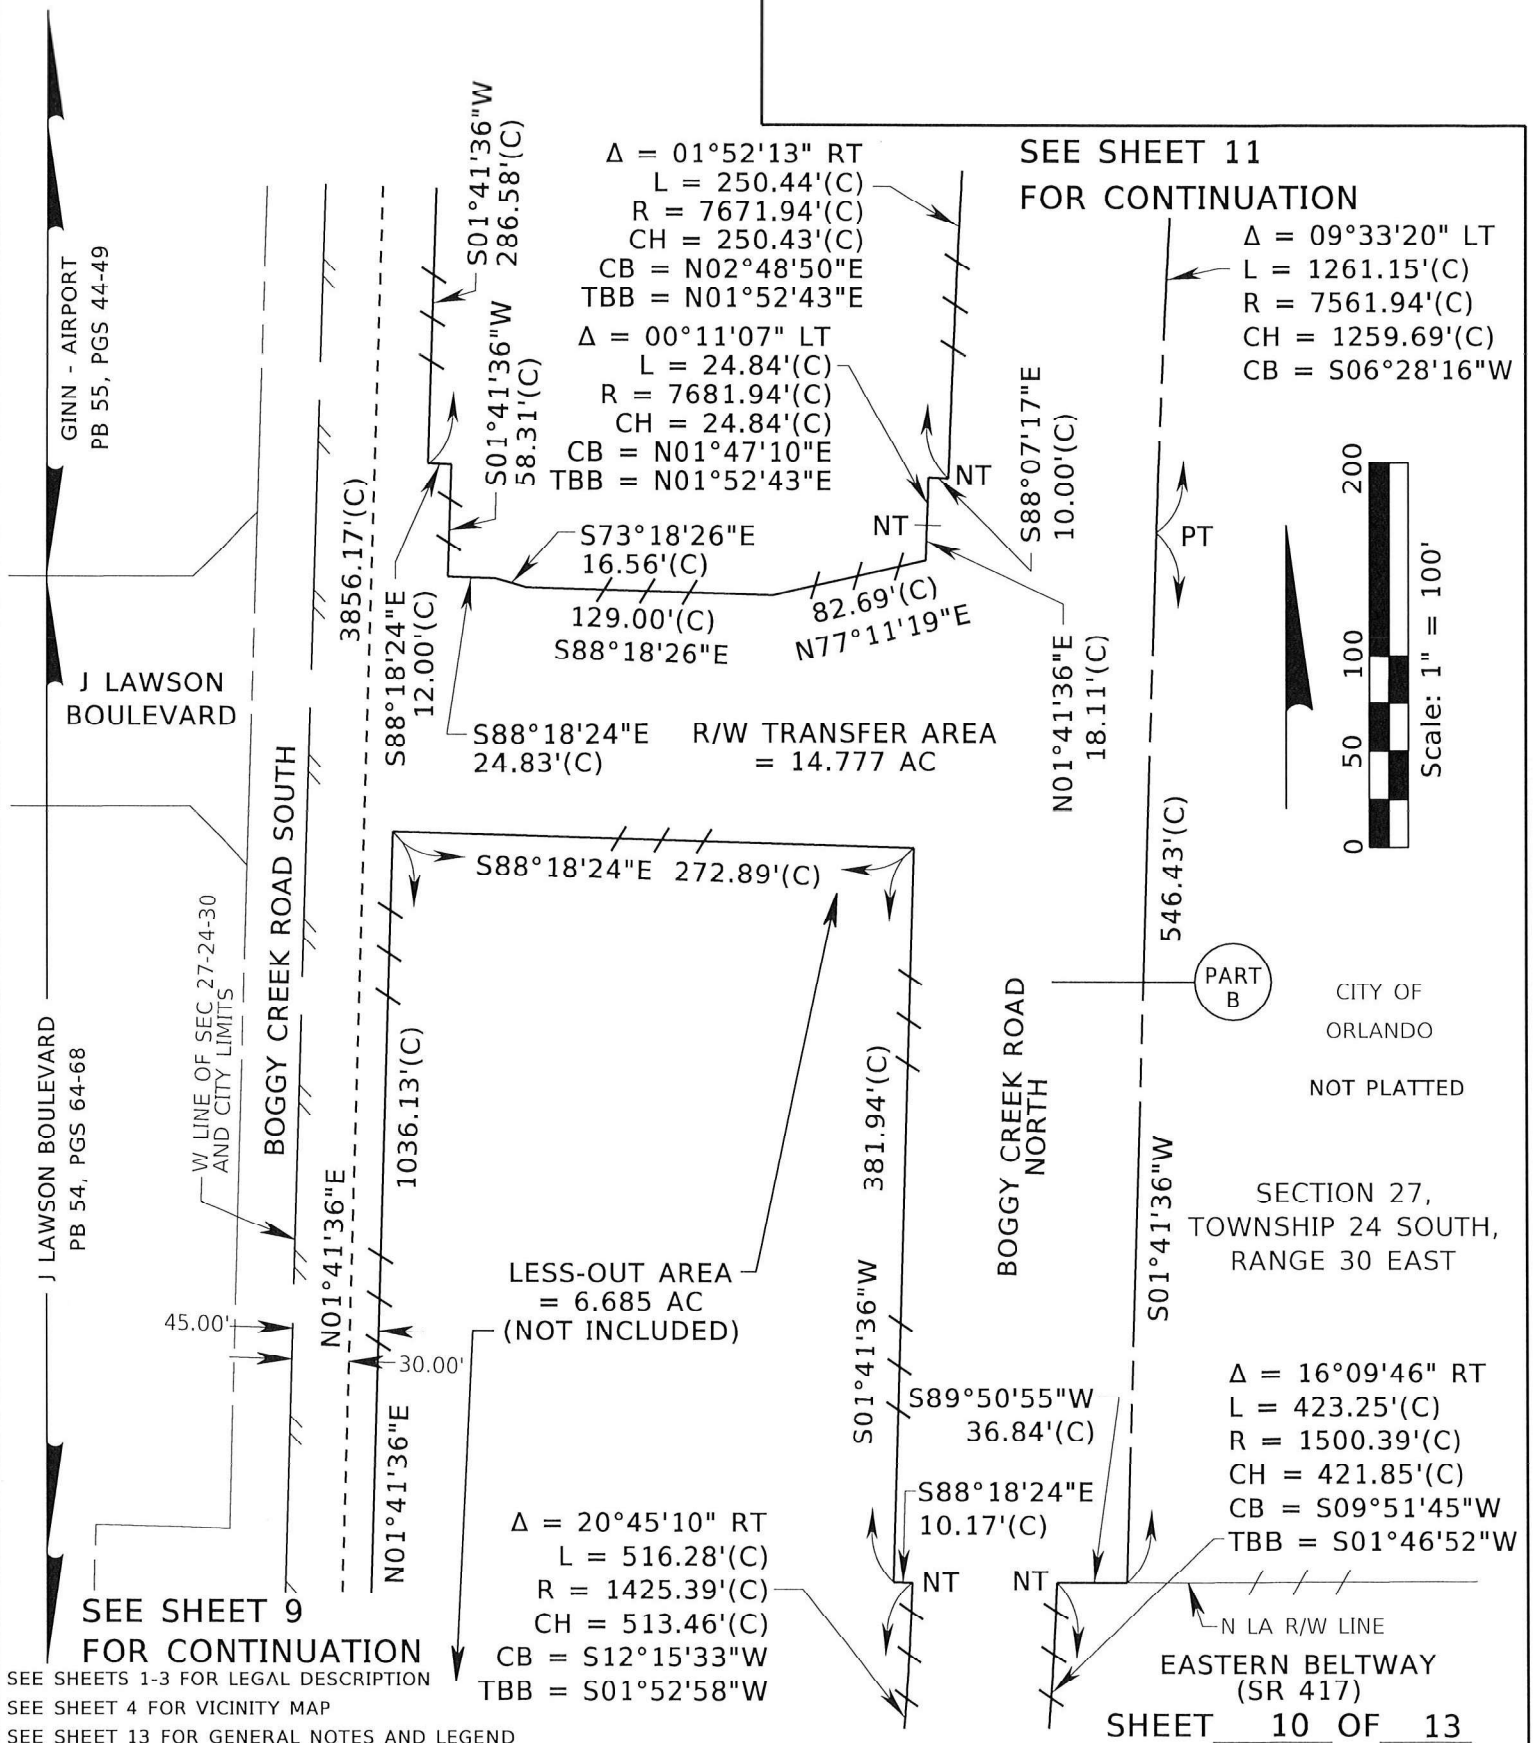 SEE SHEET 11
FOR CONTINUATION
S01°41'36"W
286.58'(C)
Δ = 01°52'13" RT
L = 250.44'(C)
R = 7671.94'(C)
CH = 250.43'(C)
CB = N02°48'50"E
TBB = N01°52'43"E
Δ = 09°33'20" LT
L = 1261.15'(C)
R = 7561.94'(C)
CH = 1259.69'(C)
CB = S06°28'16"W
GINN - AIRPORT
PB 55, PGS 44-49
S01°41'36"W
58.31'(C)
Δ = 00°11'07" LT
L = 24.84'(C)
R = 7681.94'(C)
CH = 24.84'(C)
CB = N01°47'10"E
TBB = N01°52'43"E
NT
NT
S88°07'17"E
10.00'(C)
PT
3856.17'(C)
S88°18'24"E
12.00'(C)
S73°18'26"E
16.56'(C)
129.00'(C)
S88°18'26"E
82.69'(C)
N77°11'19"E
N01°41'36"E
18.11'(C)
0
50
100
200
Scale: 1" = 100'
J LAWSON
BOULEVARD
S88°18'24"E
24.83'(C)
R/W TRANSFER AREA
= 14.777 AC
BOGGY CREEK ROAD SOUTH
S88°18'24"E 272.89'(C)
546.43'(C)
W LINE OF SEC 27-24-30
AND CITY LIMITS
PART
B
CITY OF
ORLANDO
NOT PLATTED
J LAWSON BOULEVARD
PB 54, PGS 64-68
1036.13'(C)
381.94'(C)
BOGGY CREEK ROAD
NORTH
N01°41'36"E
S01°41'36"W
SECTION 27,
TOWNSHIP 24 SOUTH,
RANGE 30 EAST
LESS-OUT AREA
= 6.685 AC
(NOT INCLUDED)
45.00'
30.00'
S01°41'36"W
S89°50'55"W
36.84'(C)
Δ = 16°09'46" RT
L = 423.25'(C)
R = 1500.39'(C)
CH = 421.85'(C)
CB = S09°51'45"W
TBB = S01°46'52"W
N01°41'36"E
S88°18'24"E
10.17'(C)
Δ = 20°45'10" RT
L = 516.28'(C)
R = 1425.39'(C)
CH = 513.46'(C)
CB = S12°15'33"W
TBB = S01°52'58"W
NT
NT
N LA R/W LINE
EASTERN BELTWAY
(SR 417)
SEE SHEET 9
FOR CONTINUATION
SEE SHEETS 1-3 FOR LEGAL DESCRIPTION
SEE SHEET 4 FOR VICINITY MAP
SEE SHEET 13 FOR GENERAL NOTES AND LEGEND
SHEET 10 OF 13